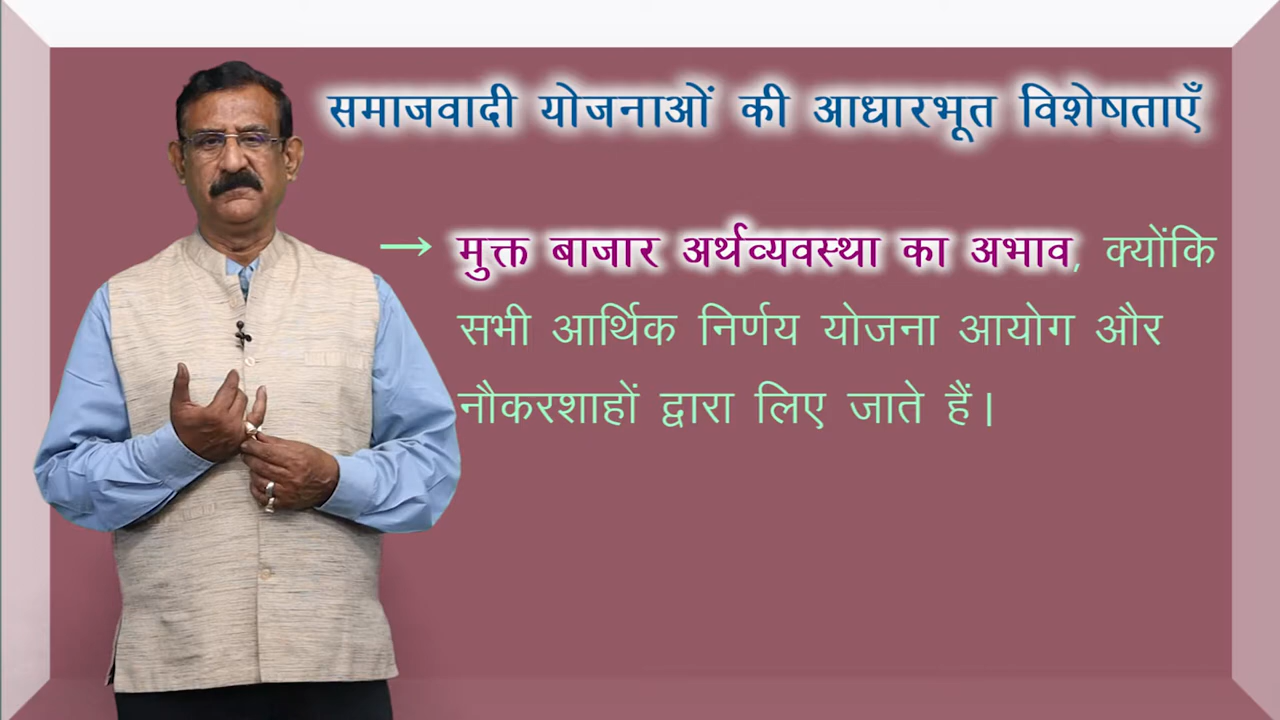 समाजवादी योजनाओं की आधारभूत विशेषताएँ
→ मुक्त बाजार अर्थव्यवस्था का अभाव, क्योंकि
सभी आर्थिक निर्णय योजना आयोग और
नौकरशाहों द्वारा लिए जाते हैं।